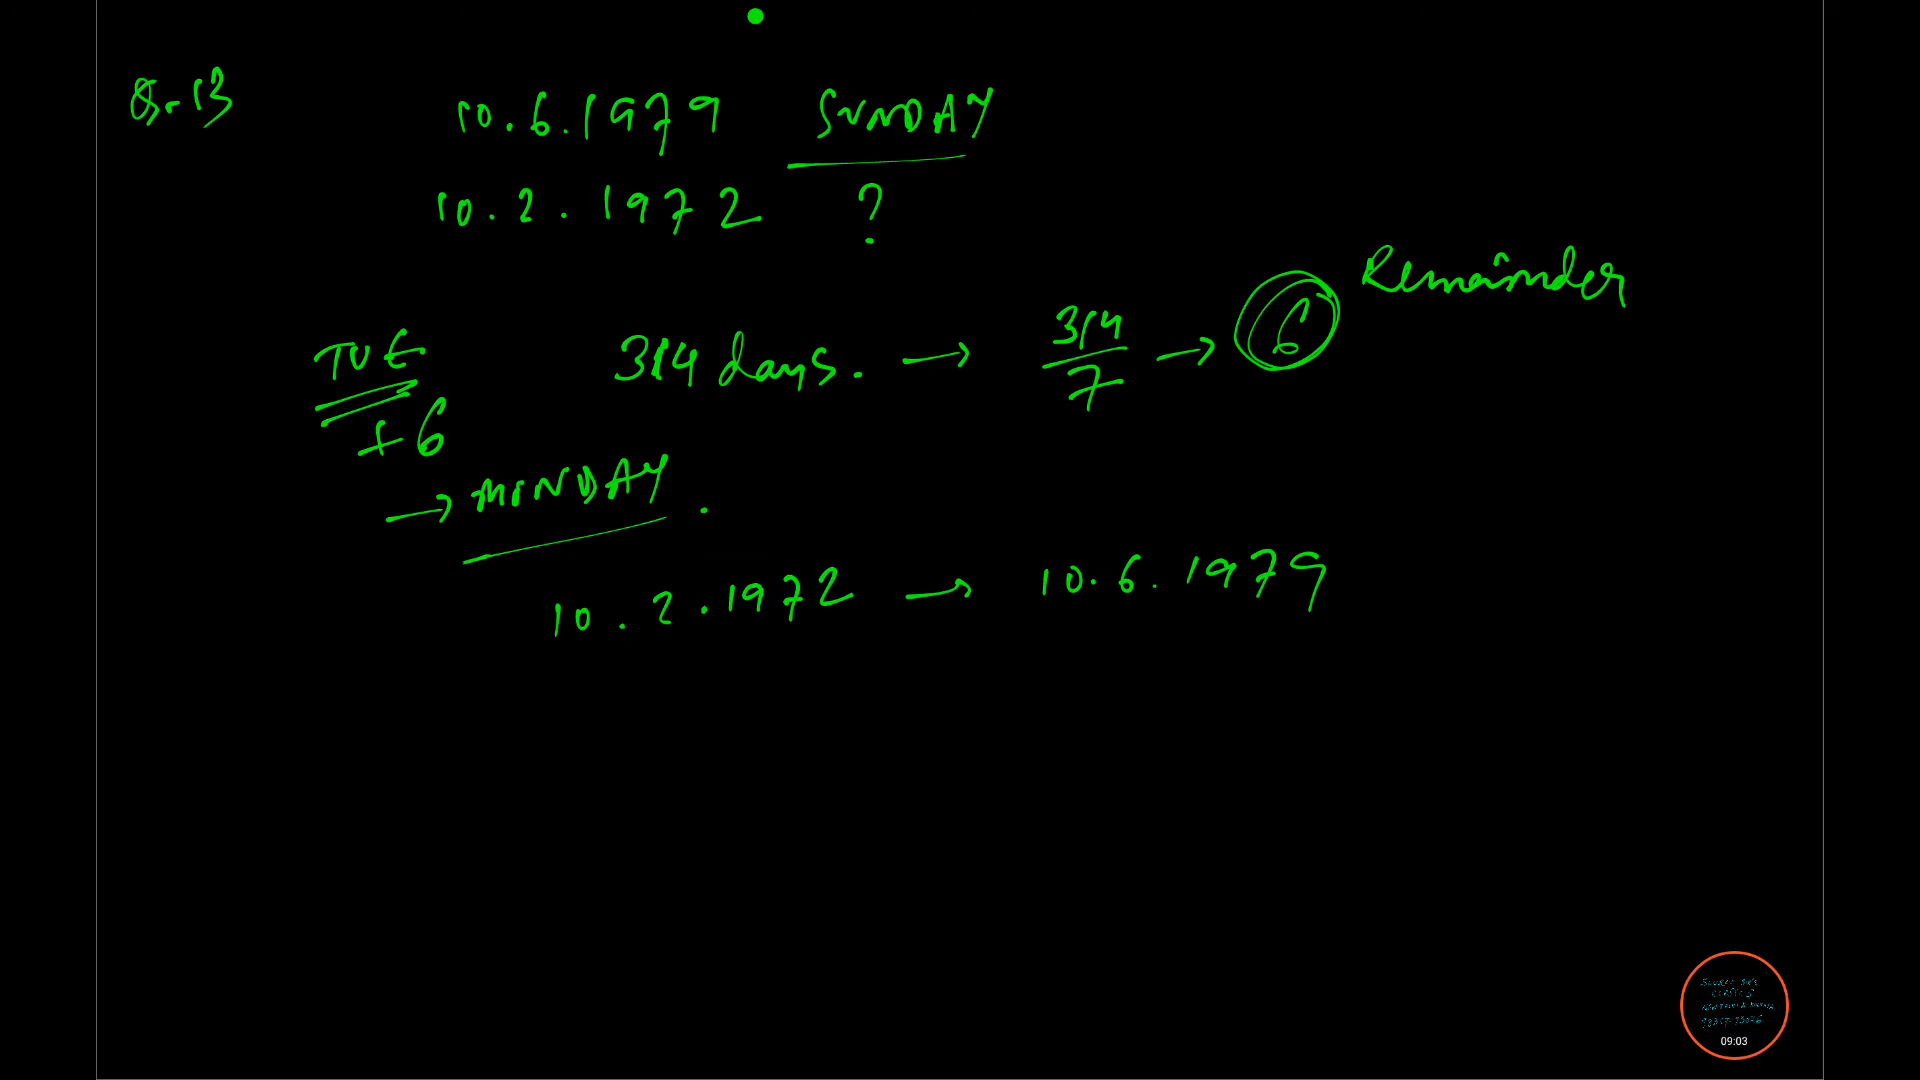 Q-13
10.6.1979 SUNDAY
10.2.1972 ?
TUE
+6
→ MONDAY.
314 days. → 314/7 → 6 Remainder
10.2.1972 → 10.6.1979
CLASSES
09:03